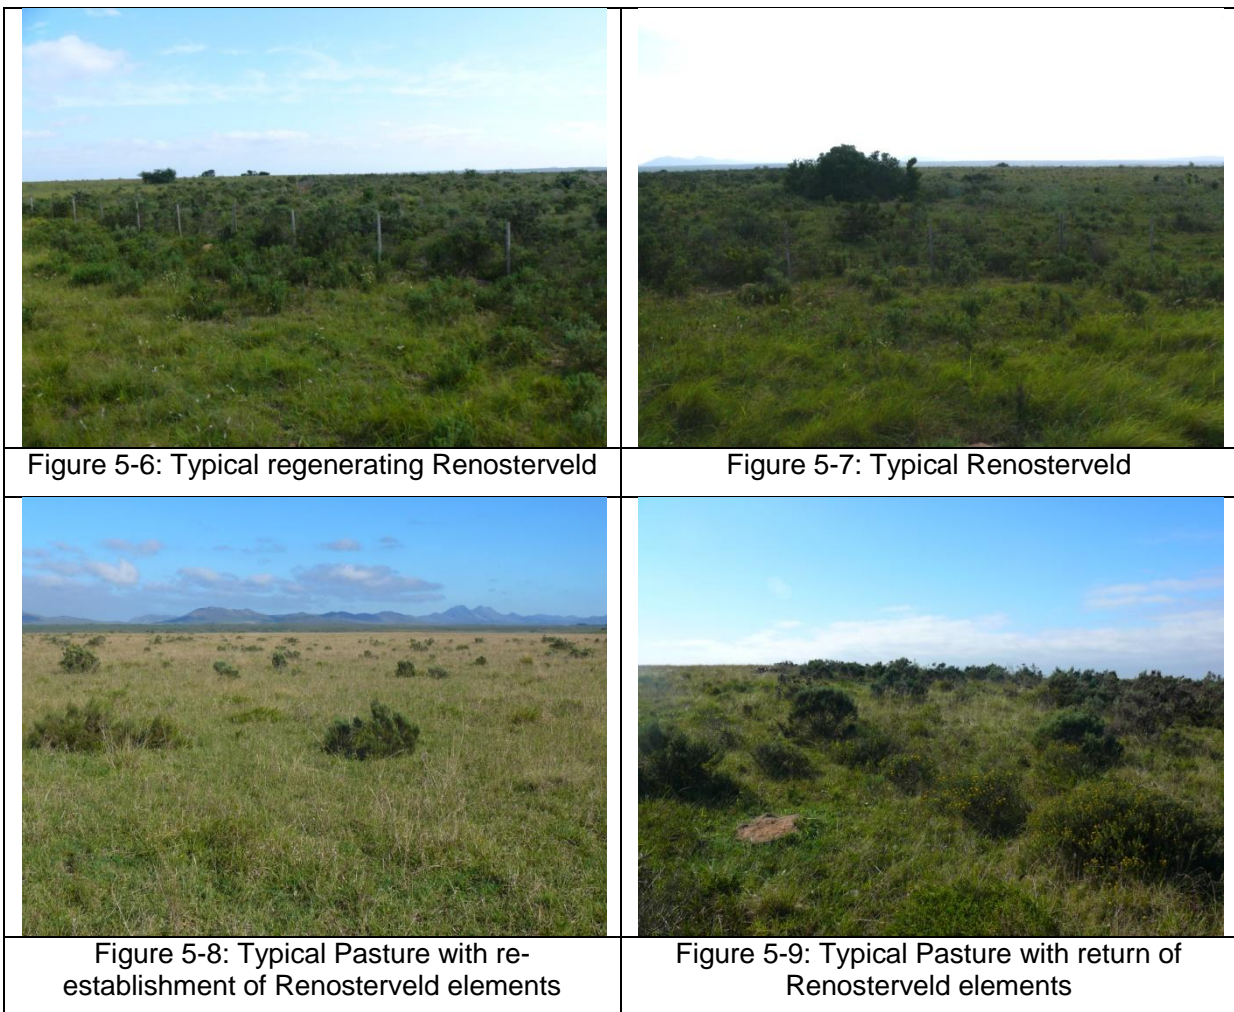 Figure 5-6: Typical regenerating Renosterveld
Figure 5-7: Typical Renosterveld
Figure 5-8: Typical Pasture with re-
establishment of Renosterveld elements
Figure 5-9: Typical Pasture with return of
Renosterveld elements